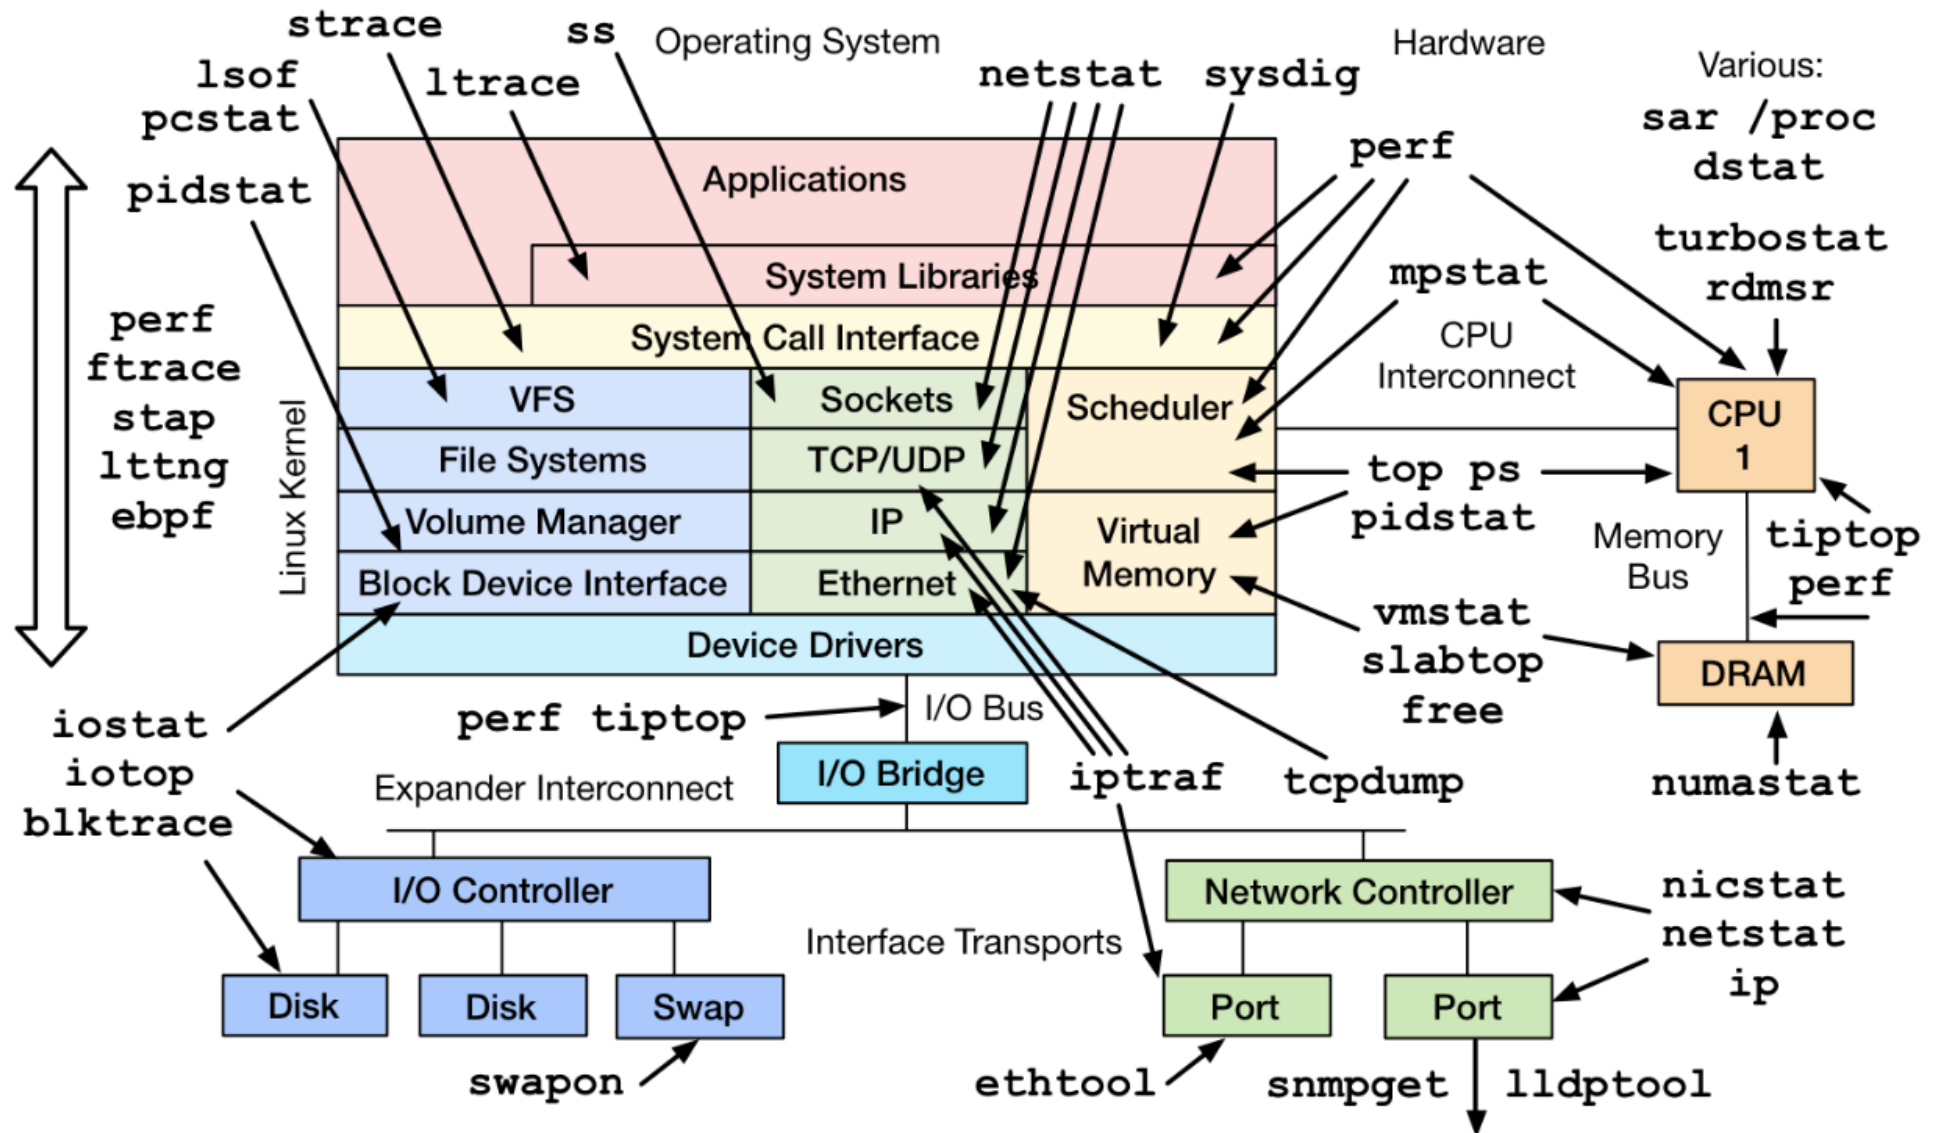 strace
ss
Operating System
Hardware
lsof
pcstat
ltrace
netstat
sysdig
Various:
sar /proc
dstat
perf
pidstat
Applications
turbostat
rdmsr
System Libraries
mpstat
System Call Interface
CPU
Interconnect
perf
ftrace
stap
lttng
ebpf
Linux Kernel
VFS
Sockets
Scheduler
CPU
1
File Systems
TCP/UDP
top ps
pidstat
Volume Manager
IP
Virtual
Memory
Memory
Bus
tiptop
perf
Block Device Interface
Ethernet
vmstat
slabtop
free
Device Drivers
DRAM
iostat
iotop
blktrace
perf tiptop
I/O Bus
I/O Bridge
iptraf
tcpdump
numastat
Expander Interconnect
I/O Controller
Network Controller
nicstat
netstat
ip
Interface Transports
Disk
Disk
Swap
Port
Port
swapon
ethtool
snmpget
lldptool